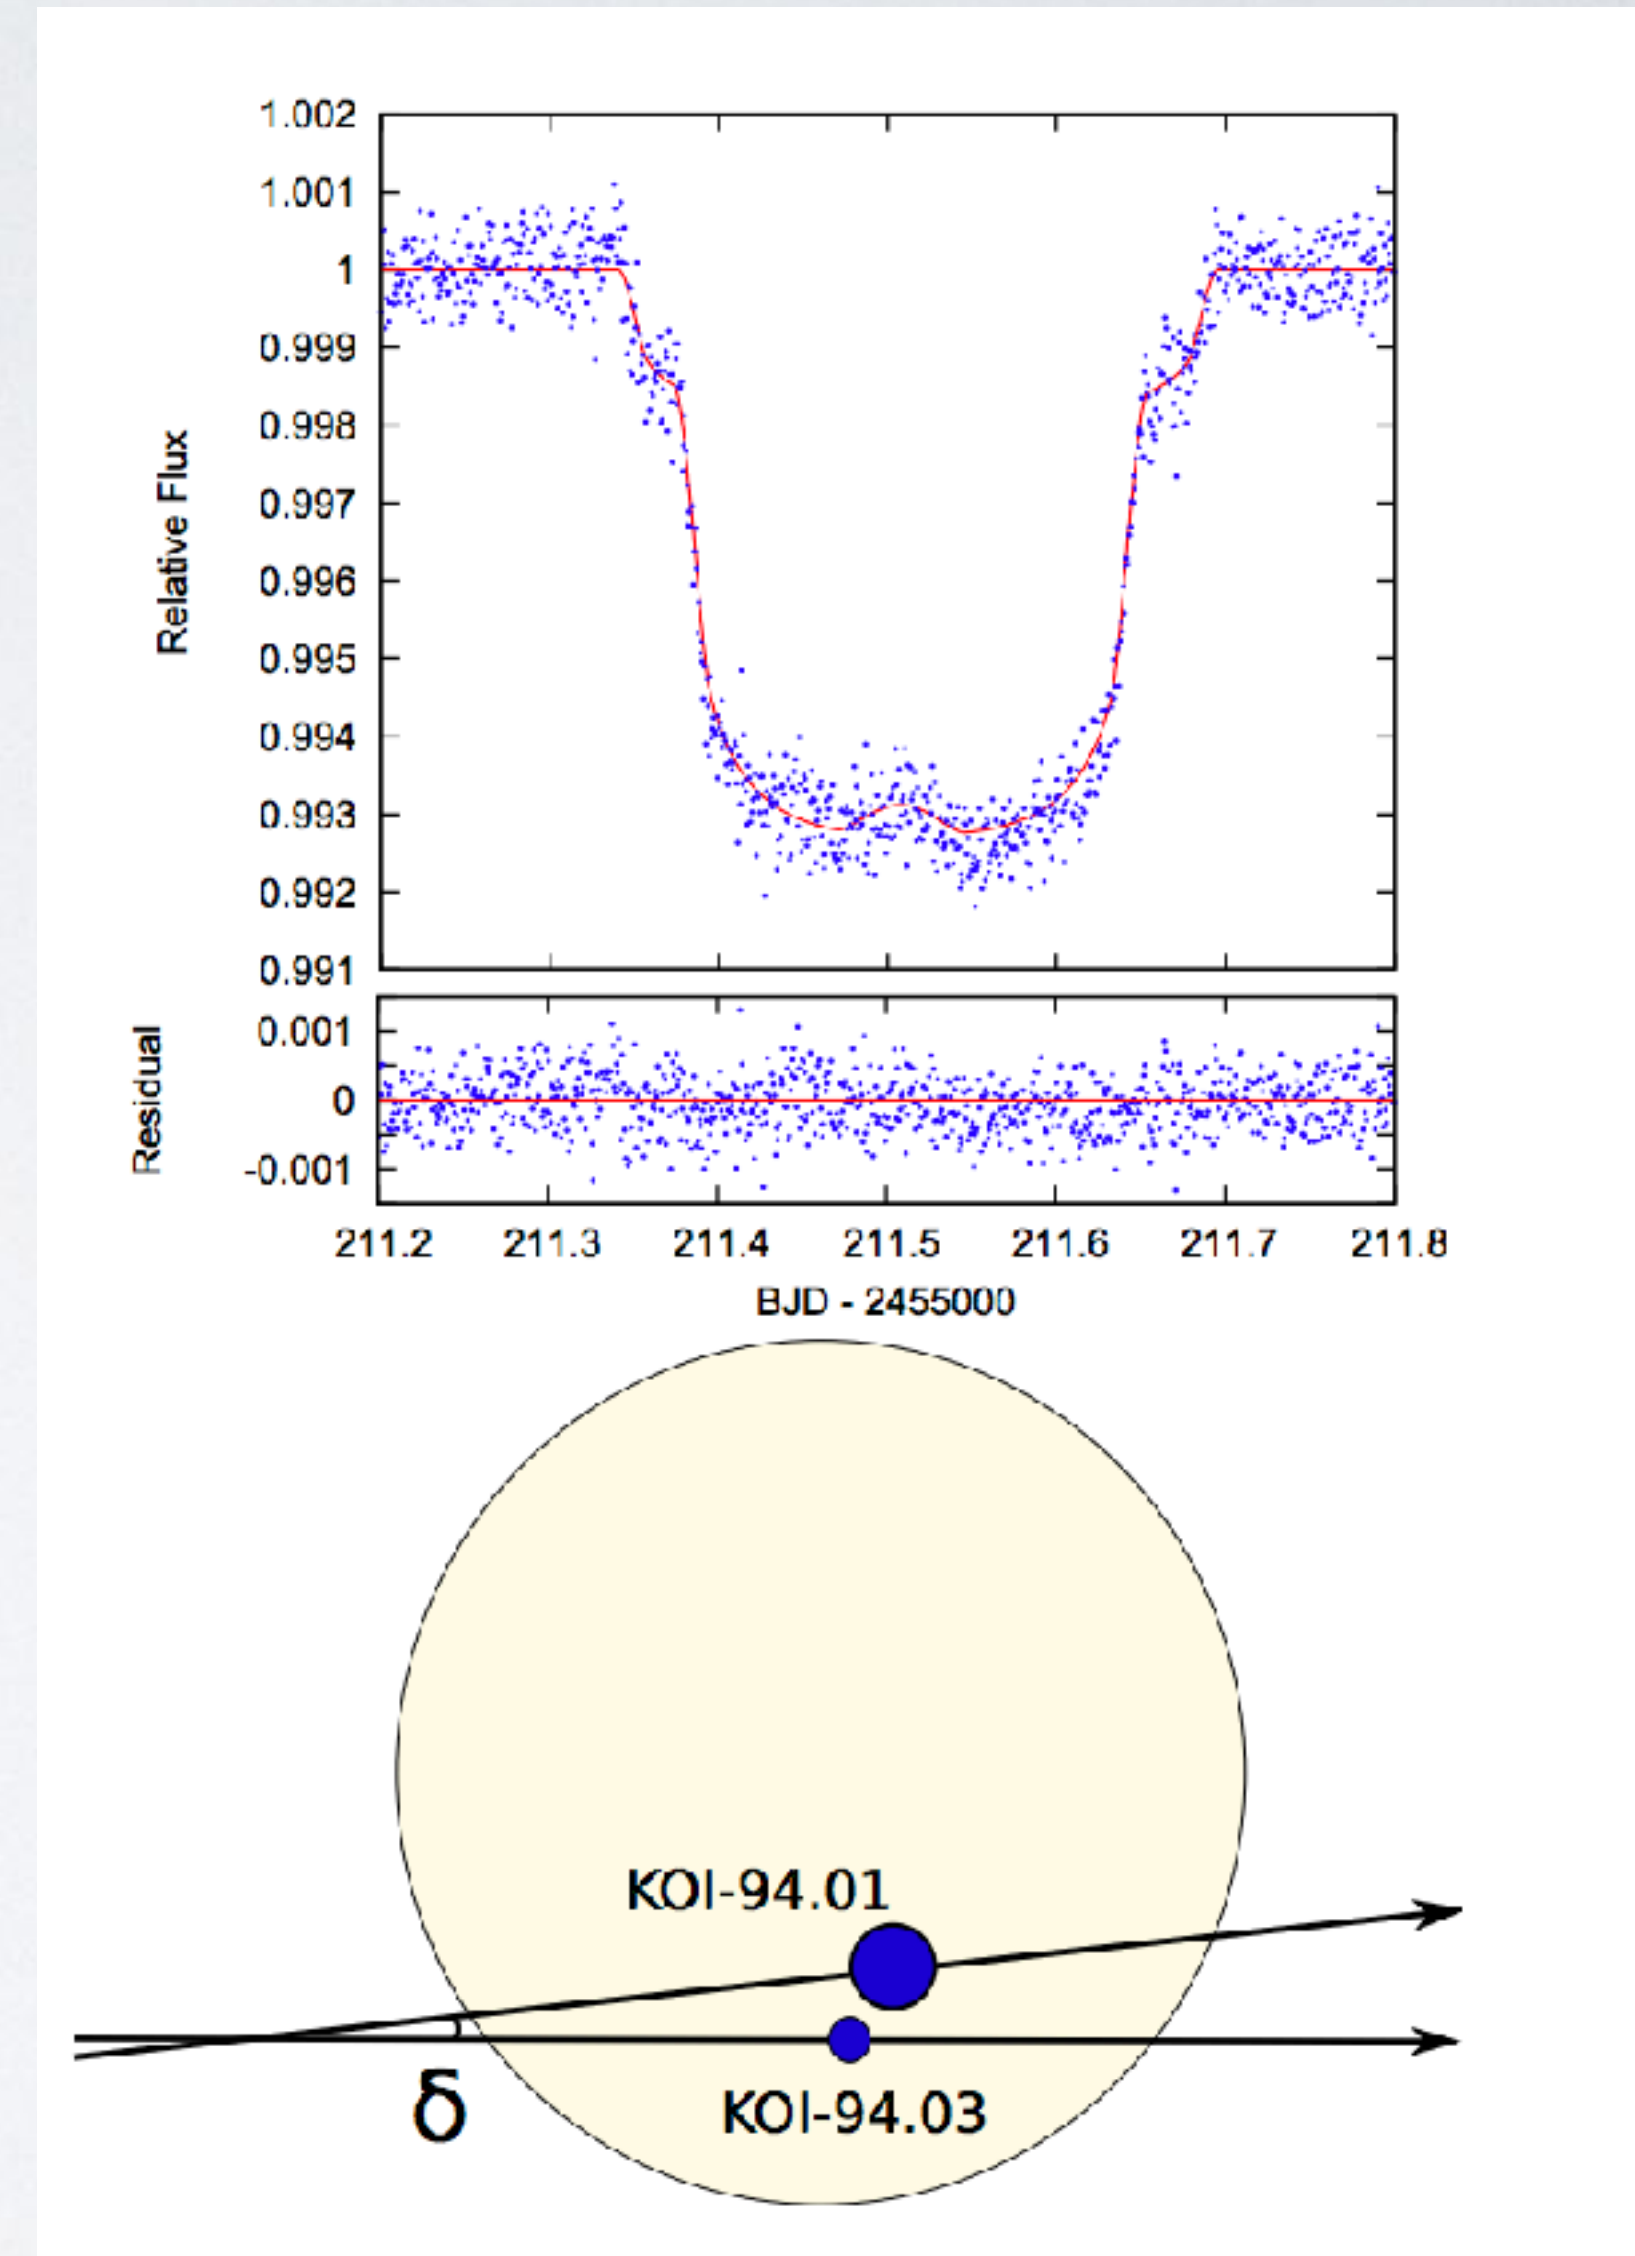 1.002
1.001
1
0.999
0.998
0.997
0.996
0.995
0.994
0.993
0.992
0.991
Relative Flux
0.001
0
-0.001
Residual
211.2 211.3 211.4 211.5 211.6 211.7 211.8
BJD - 2455000
KOI-94.01
δ
KOI-94.03